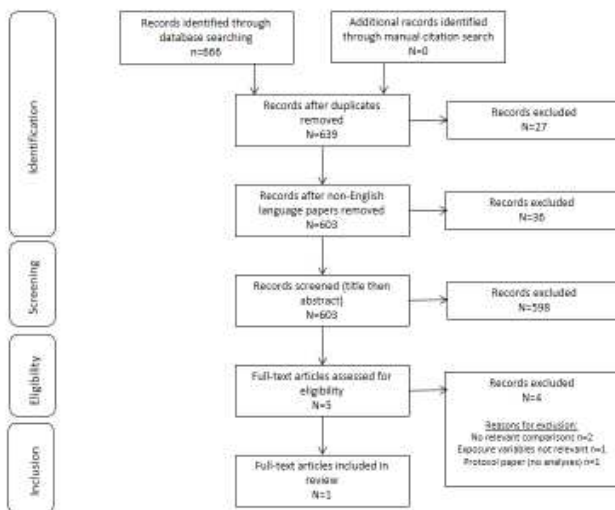 Records identified through
database searching
n=666
Additional records identified
through manual citation search
N=0
Identification
Records after duplicates
removed
N=639
Records excluded
N=27
Records after non-English
language papers removed
N=603
Records excluded
N=36
Screening
Records screened (title then
abstract)
N=603
Records excluded
N=598
Eligibility
Full-text articles assessed for
eligibility
N=5
Records excluded
N=4
Reasons for exclusion:
No relevant comparisons n=2
Exposure variables not relevant n=1
Protocol paper (no analyses) n=1
Inclusion
Full-text articles included in
review
N=1